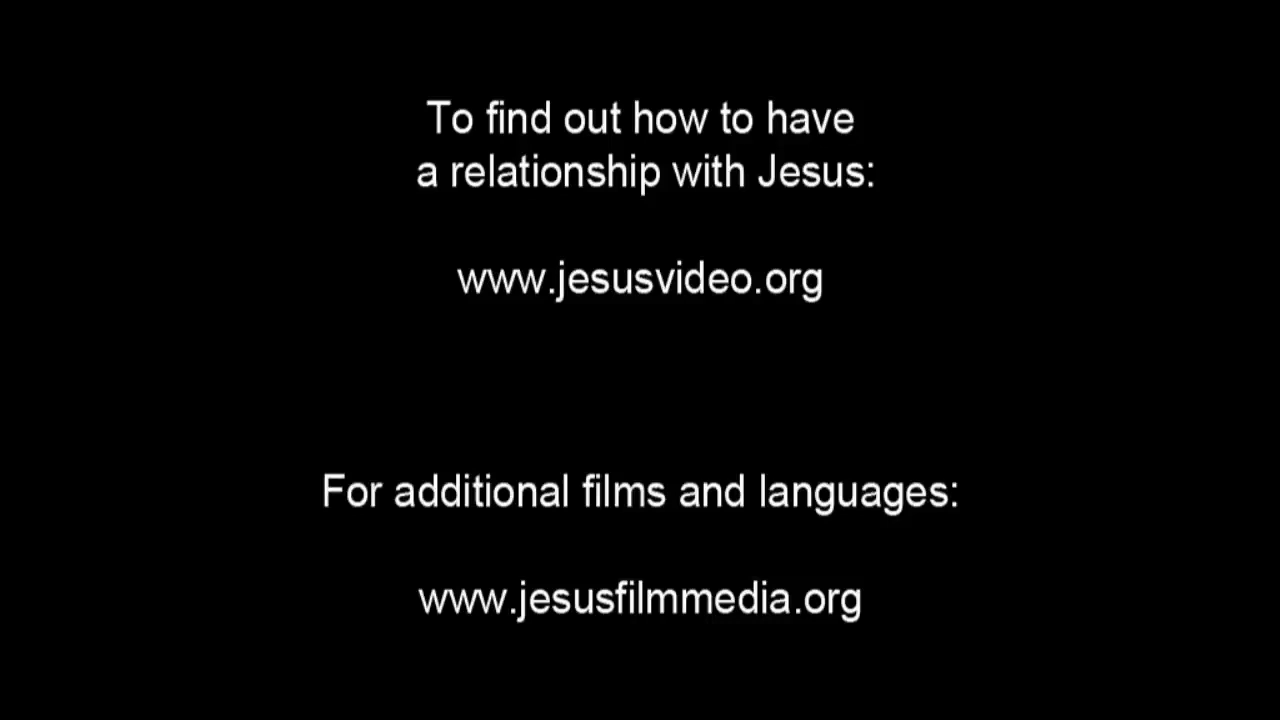 To find out how to have
a relationship with Jesus:
www.jesusvideo.org
For additional films and languages:
www.jesusfilmmedia.org